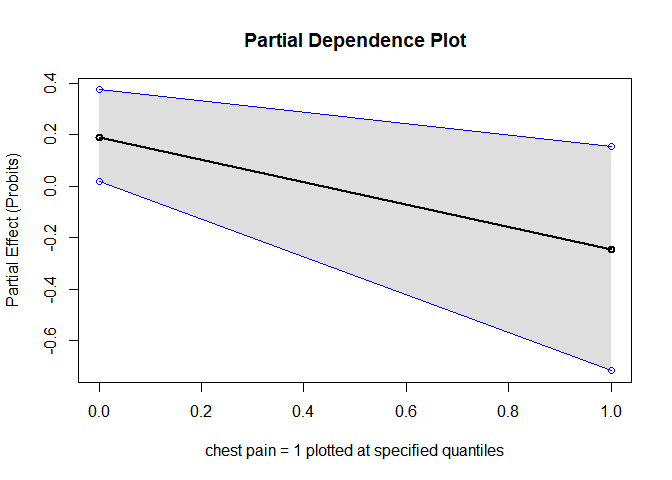 Partial Dependence Plot
Partial Effect (Probits)
0.4
0.2
0.0
-0.2
-0.4
-0.6
0.0 0.2 0.4 0.6 0.8 1.0
chest pain = 1 plotted at specified quantiles